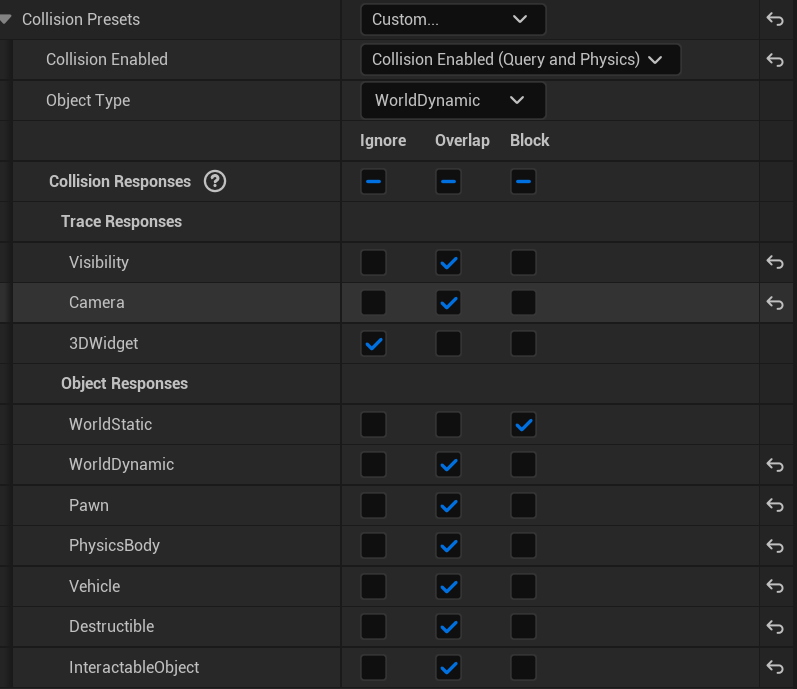 Collision Presets Custom...
Collision Enabled Collision Enabled (Query and Physics)
Object Type WorldDynamic
Ignore Overlap Block
Collision Responses ?
Trace Responses
Visibility
Camera
3DWidget
Object Responses
WorldStatic
WorldDynamic
Pawn
PhysicsBody
Vehicle
Destructible
InteractableObject